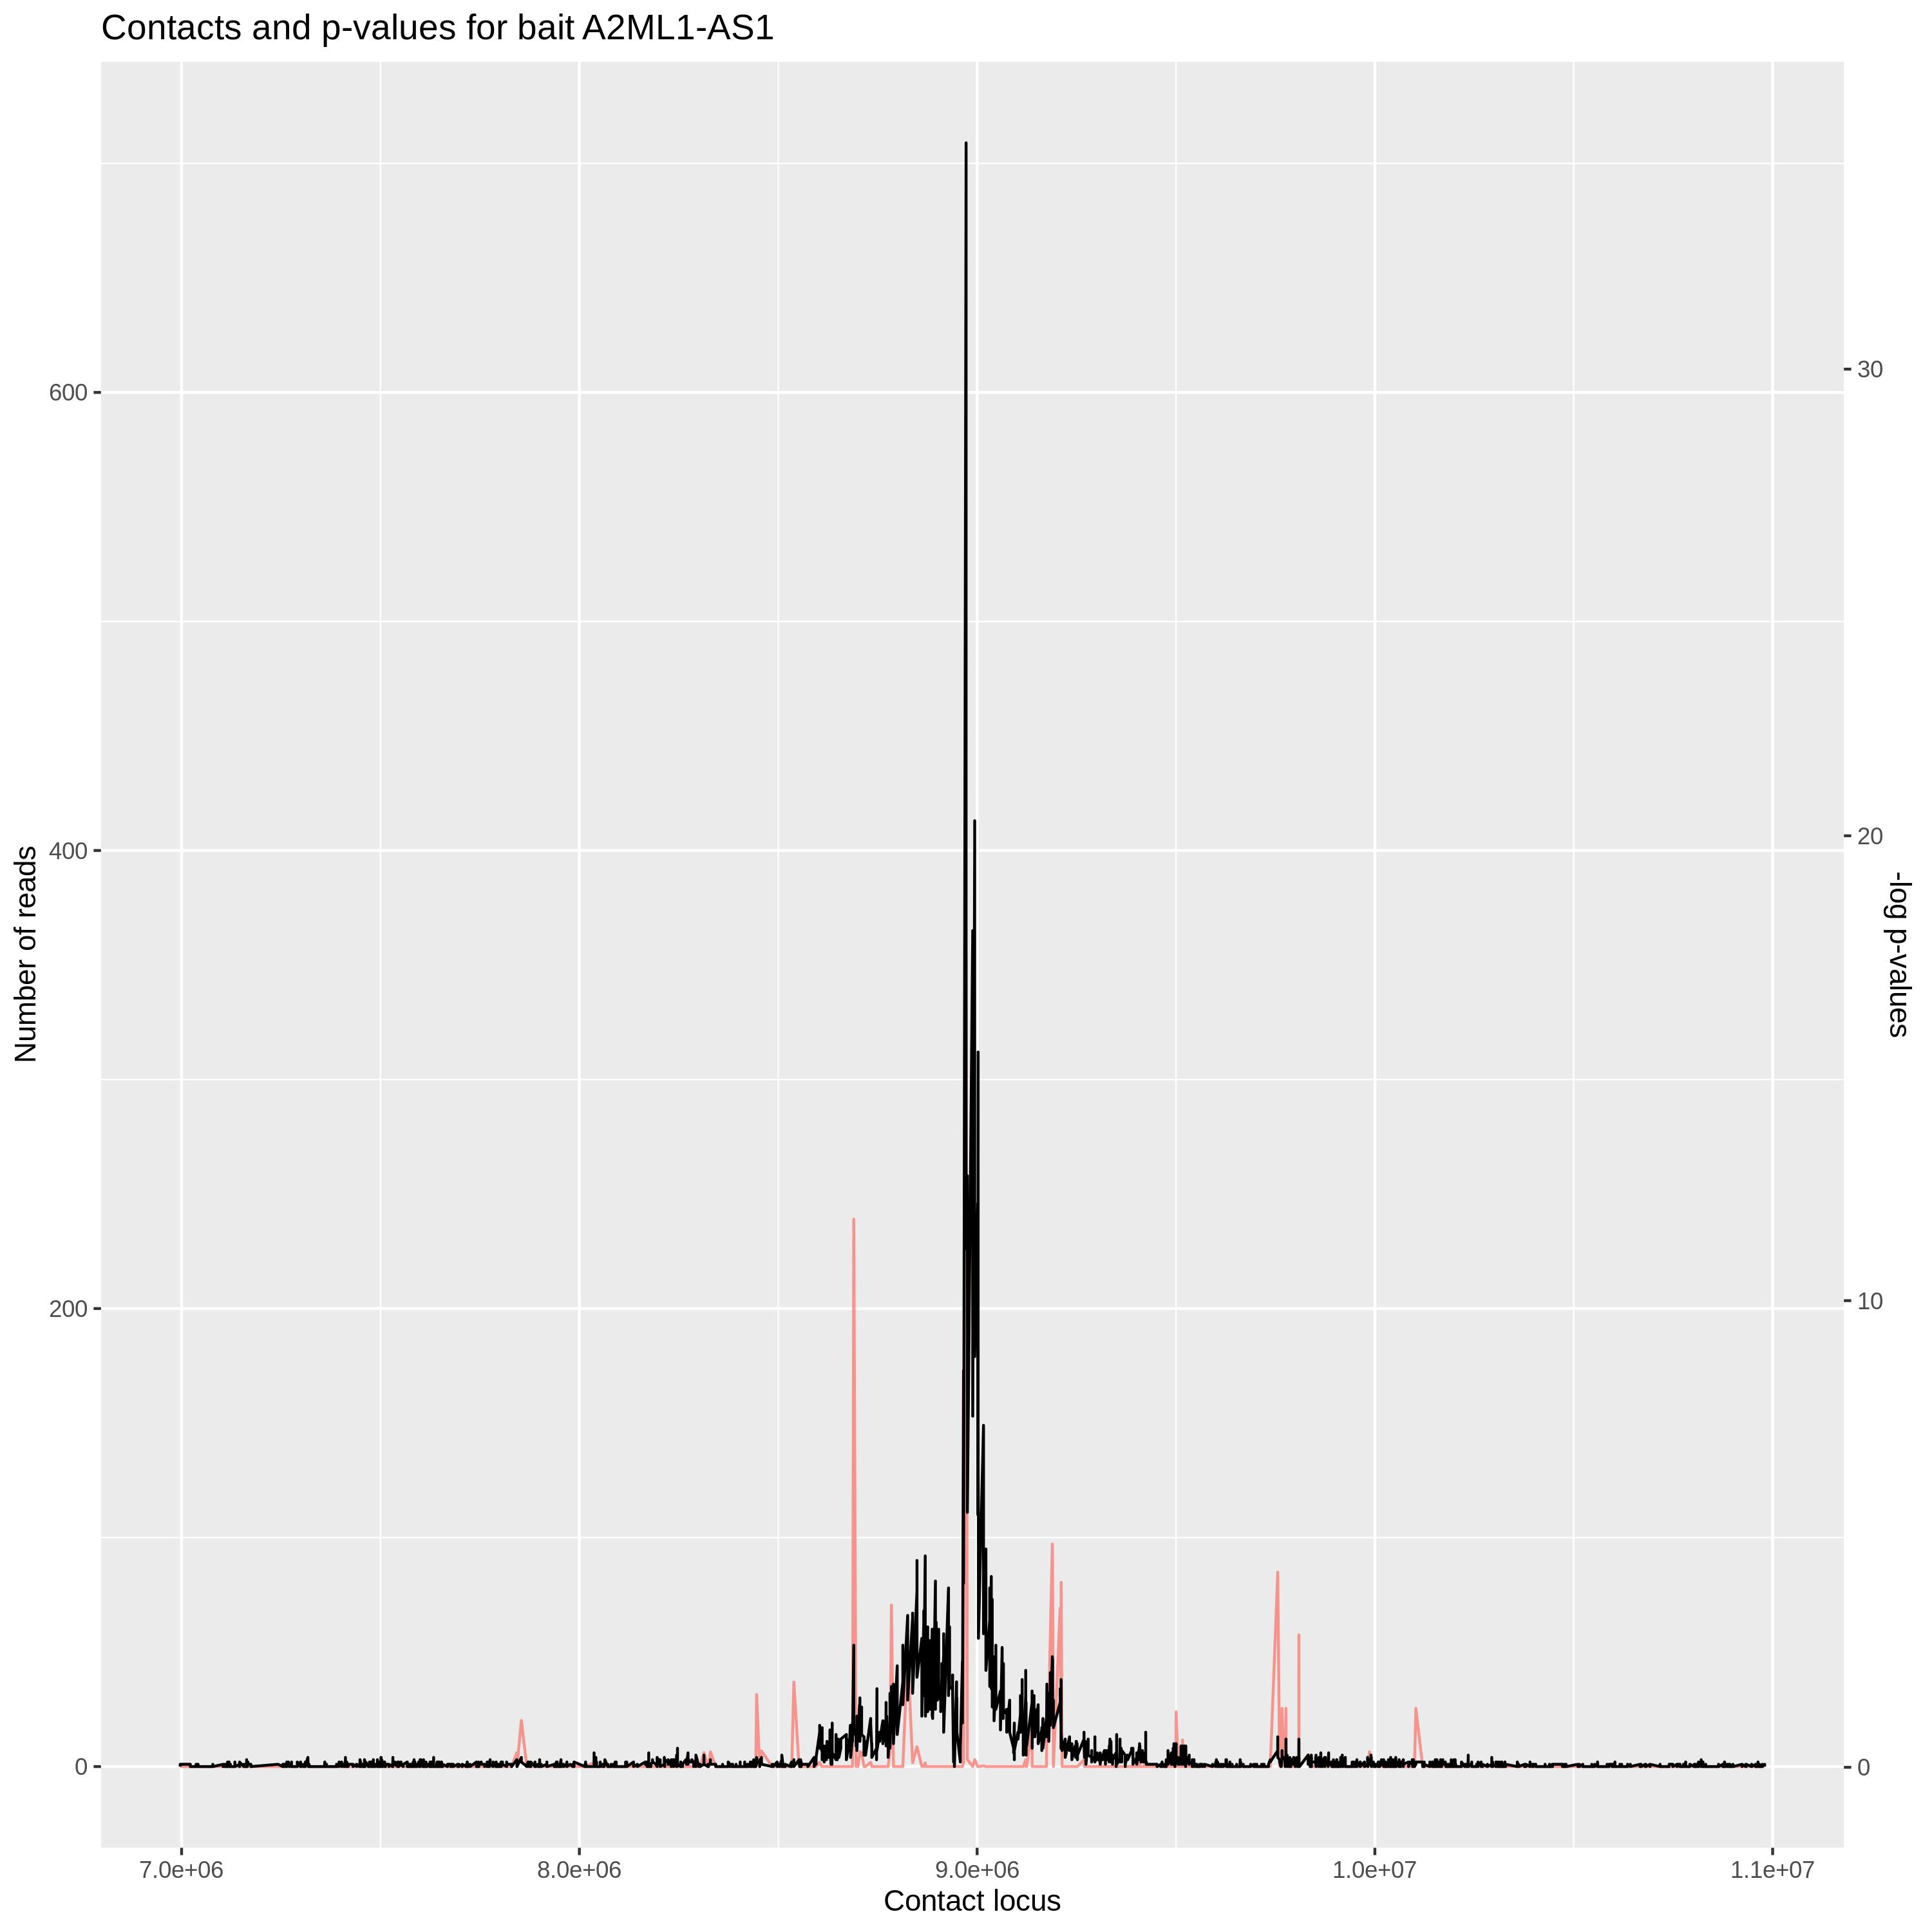 Contacts and p-values for bait A2ML1-AS1
Number of reads
600
400
200
0
30
20
10
0
-log p-values
7.0e+06
8.0e+06
9.0e+06
1.0e+07
1.1e+07
Contact locus